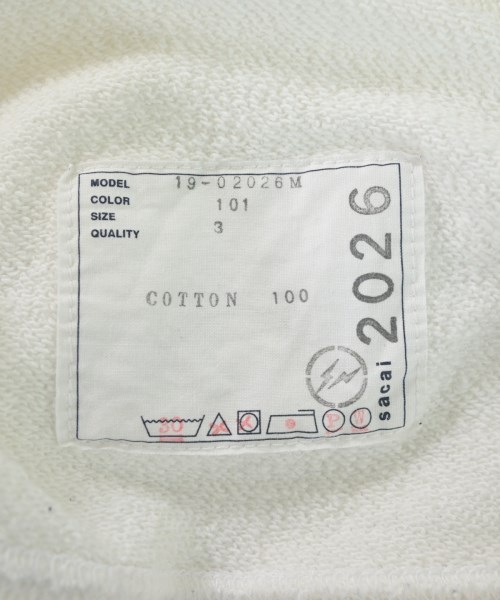 MODEL 19-02026M
COLOR 101
SIZE 3
QUALITY
COTTON 100
sacai 2026
30
P W